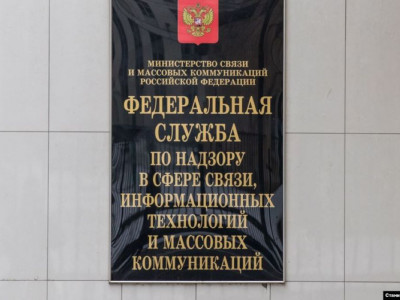 МИНИСТЕРСТВО СВЯЗИ
И МАССОВЫХ КОММУНИКАЦИЙ
РОССИЙСКОЙ ФЕДЕРАЦИИ
ФЕДЕРАЛЬНАЯ
СЛУЖБА
ПО НАДЗОРУ
В СФЕРЕ СВЯЗИ,
ИНФОРМАЦИОННЫХ
ТЕХНОЛОГИЙ
И МАССОВЫХ
КОММУНИКАЦИЙ